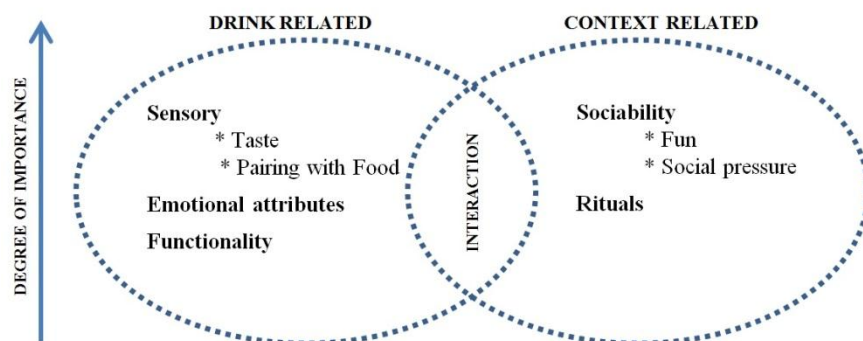 DRINK RELATED
CONTEXT RELATED
DEGREE OF IMPORTANCE
Sensory
* Taste
* Pairing with Food
Emotional attributes
Functionality
INTERACTION
Sociability
* Fun
* Social pressure
Rituals